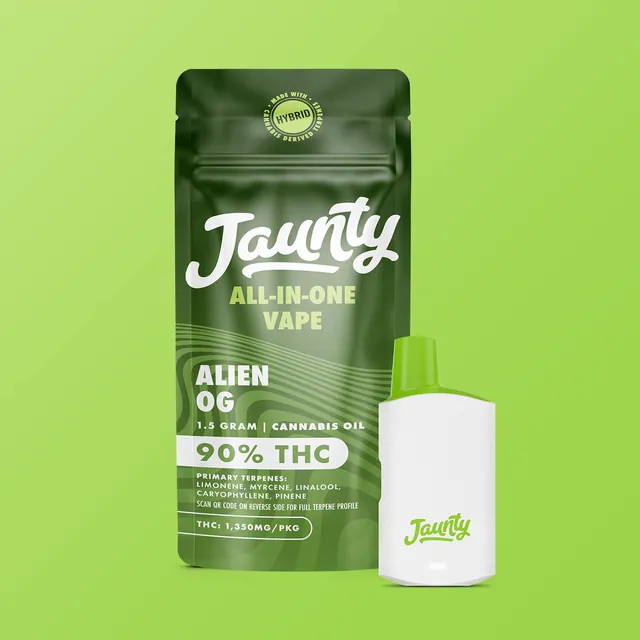 • MADE WITH •
HYBRID
CANNABIS DERIVED TERPENES
Jaunty
ALL-IN-ONE
VAPE
ALIEN
OG
1.5 GRAM | CANNABIS OIL
90% THC
PRIMARY TERPENES:
LIMONENE, MYRCENE, LINALOOL,
CARYOPHYLLENE, PINENE
SCAN QR CODE ON REVERSE SIDE FOR FULL TERPENE PROFILE
THC: 1,350MG/PKG
Jaunty